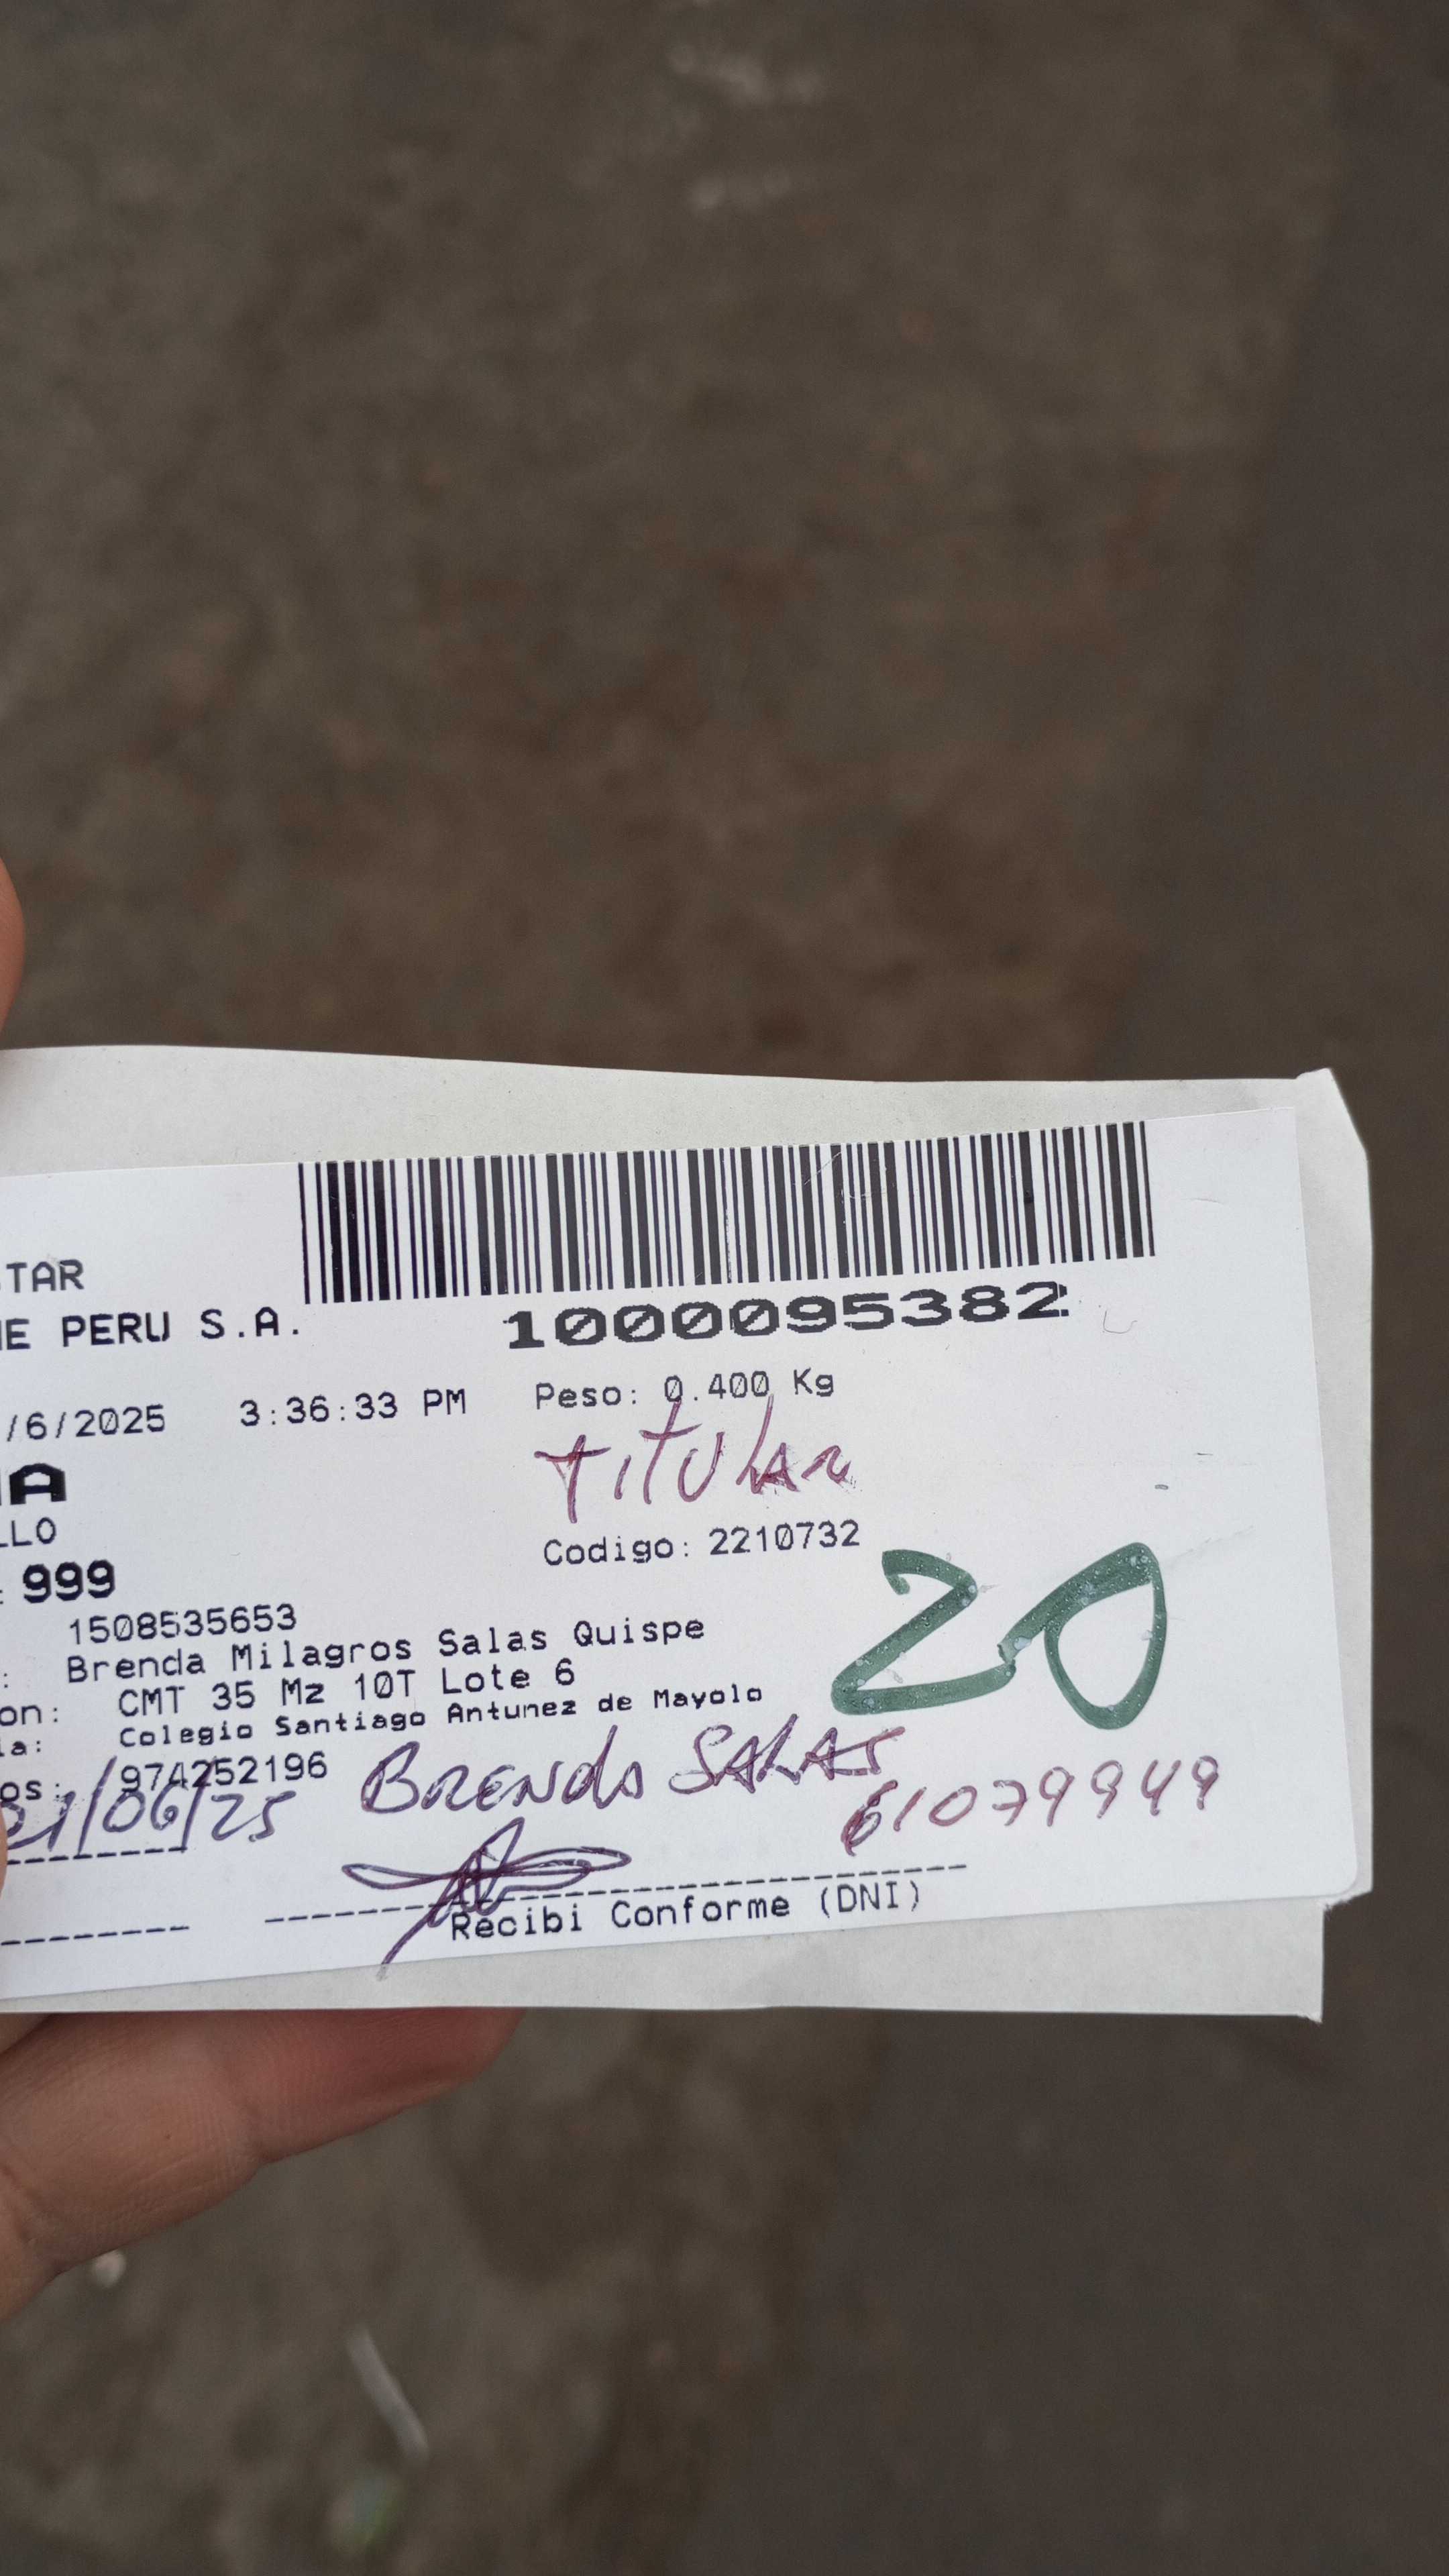 TAR
E PERU S.A.
1000095382
/6/2025 3:36:33 PM
Peso: 0.400 Kg
TITULAR
A
LLO
Codigo: 2210732
: 999
20
1508535653
: Brenda Milagros Salas Quispe
on: CMT 35 Mz 10T Lote 6
ia: Colegio Santiago Antunez de Mayolo
os: 974252196
21/06/25
BRENDA SALAS
61079949
Recibi Conforme (DNI)